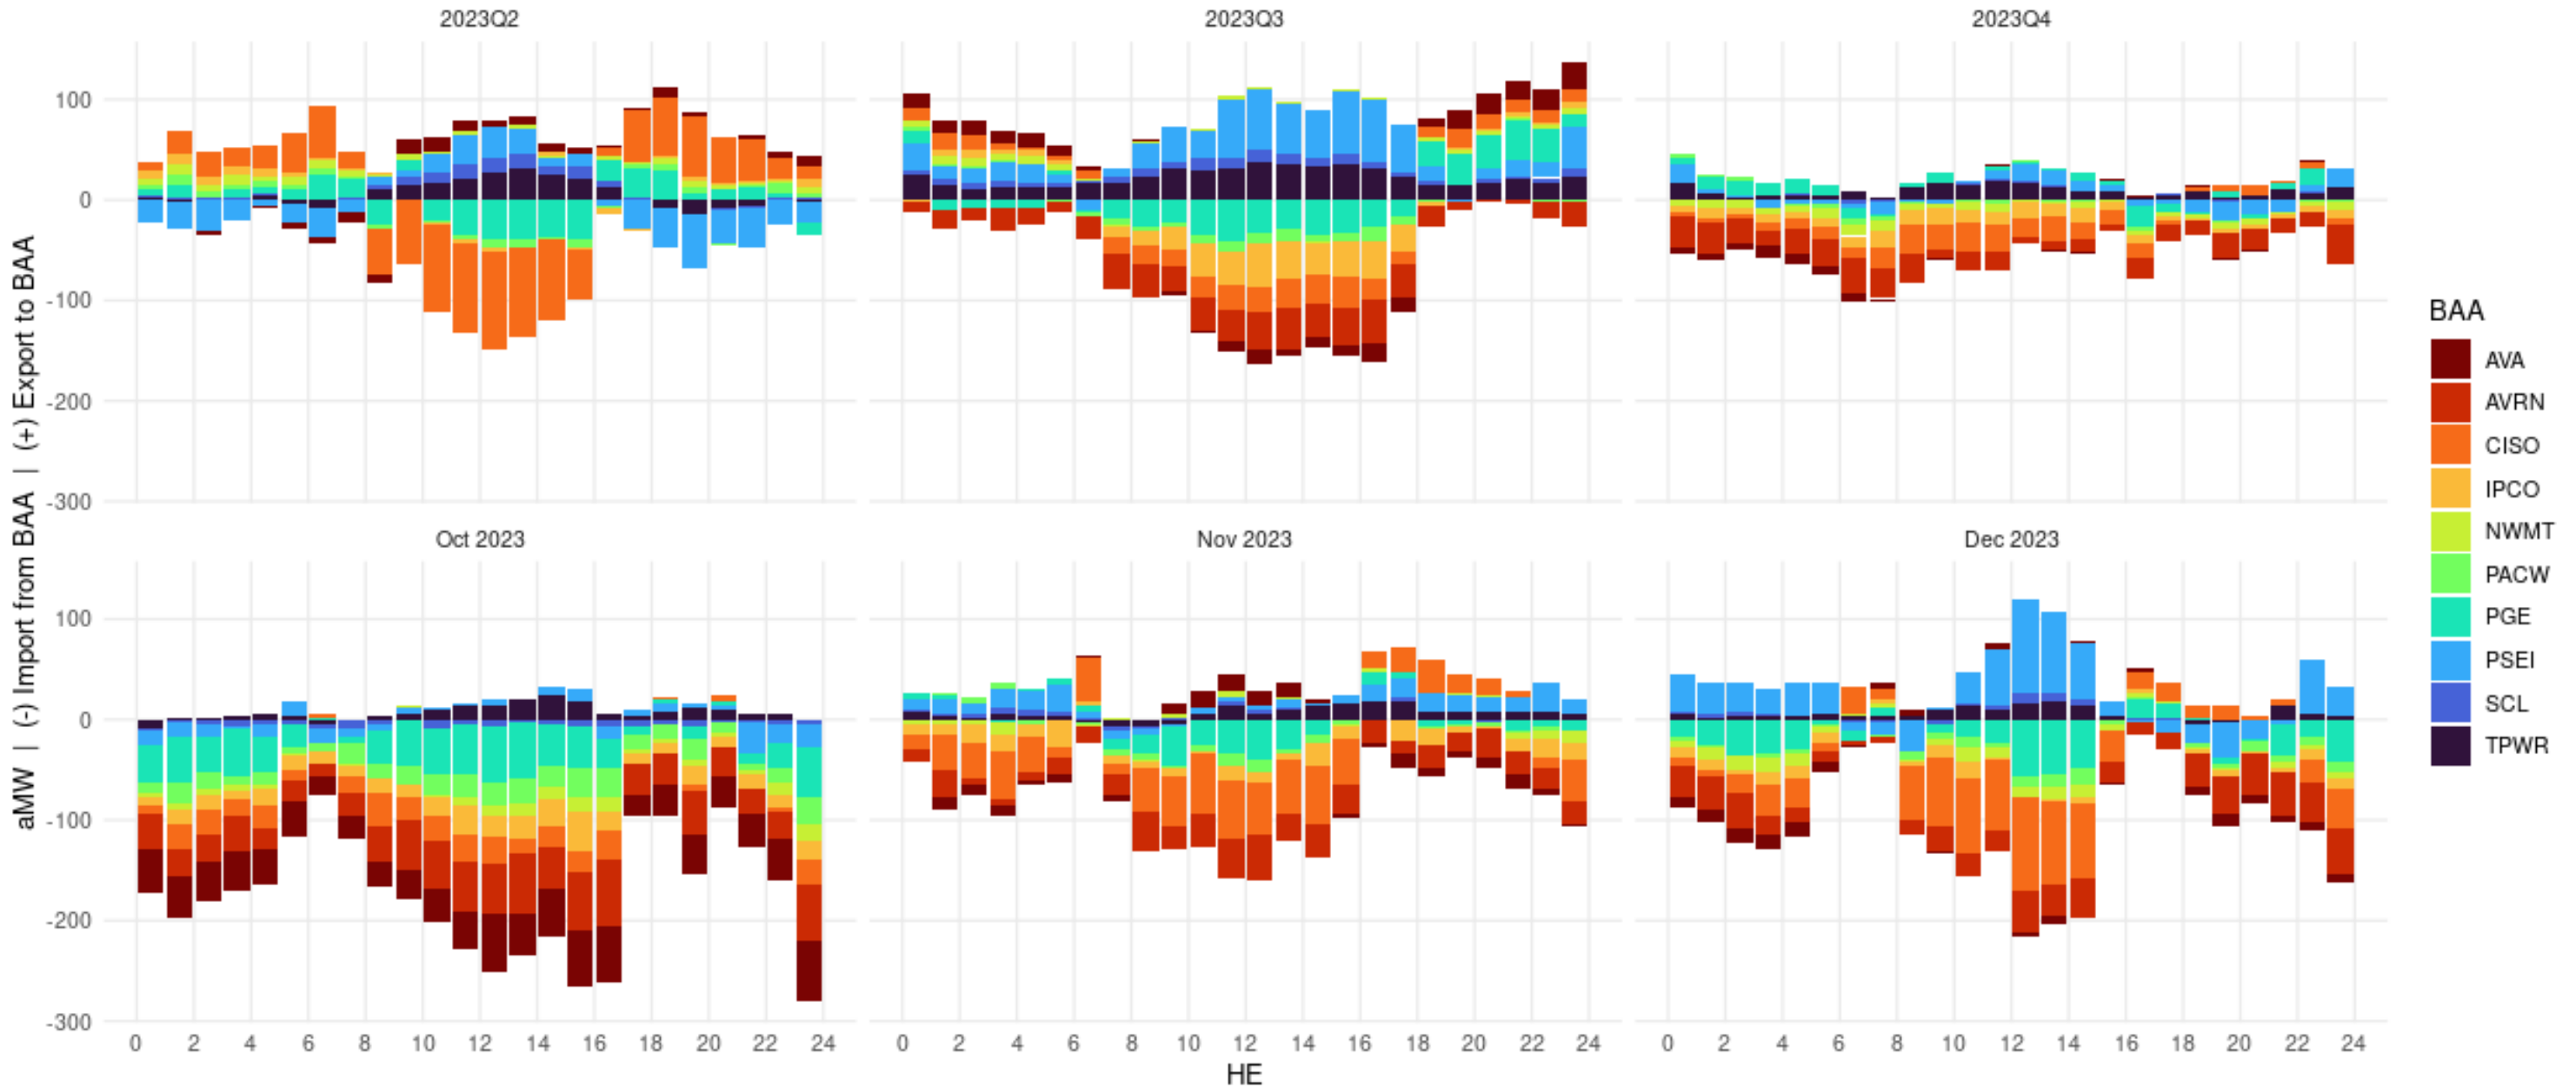 2023Q2
2023Q3
2023Q4
100
0
-100
-200
-300
Oct 2023
Nov 2023
Dec 2023
100
0
-100
-200
-300
0 2 4 6 8 10 12 14 16 18 20 22 24
0 2 4 6 8 10 12 14 16 18 20 22 24
0 2 4 6 8 10 12 14 16 18 20 22 24
HE
aMW | (-) Import from BAA | (+) Export to BAA
BAA
AVA
AVRN
CISO
IPCO
NWMT
PACW
PGE
PSEI
SCL
TPWR